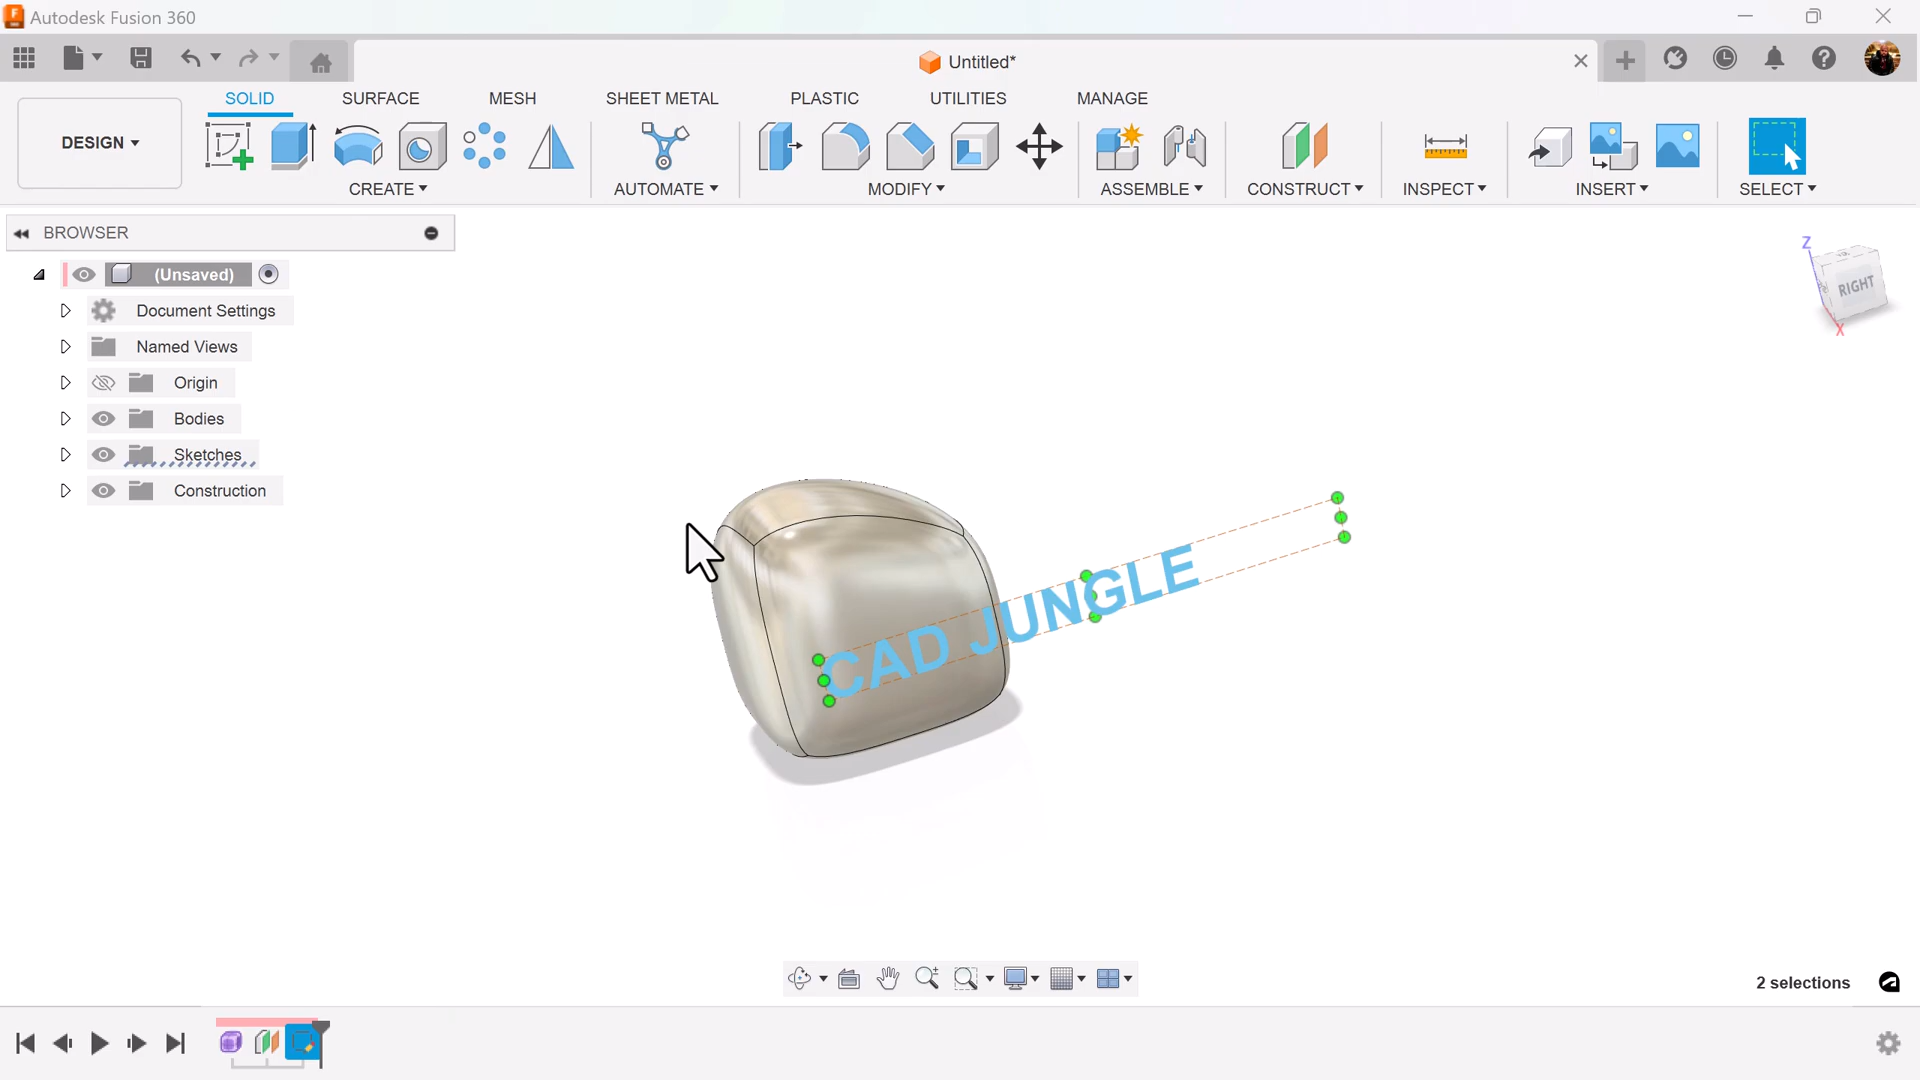 Autodesk Fusion 360
Untitled*
SOLID SURFACE MESH SHEET METAL PLASTIC UTILITIES MANAGE
DESIGN ▾
CREATE ▾ AUTOMATE ▾ MODIFY ▾ ASSEMBLE ▾ CONSTRUCT ▾ INSPECT ▾ INSERT ▾ SELECT ▾
BROWSER
(Unsaved)
Document Settings
Named Views
Origin
Bodies
Sketches
Construction
Z
RIGHT
X
CAD JUNGLE
2 selections